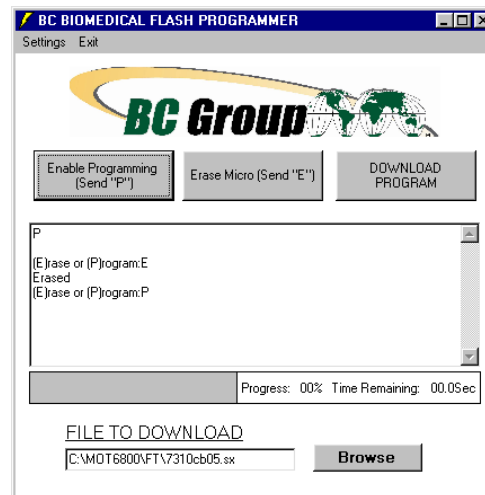 BC BIOMEDICAL FLASH PROGRAMMER
Settings Exit
BC Group
Enable Programming
(Send "P")
Erase Micro (Send "E")
DOWNLOAD
PROGRAM
P
(E)rase or (P)rogram:E
Erased
(E)rase or (P)rogram:P
Progress: 00% Time Remaining: 00.0Sec
FILE TO DOWNLOAD
C:\MOT6800\FT\7310cb05.sx
Browse